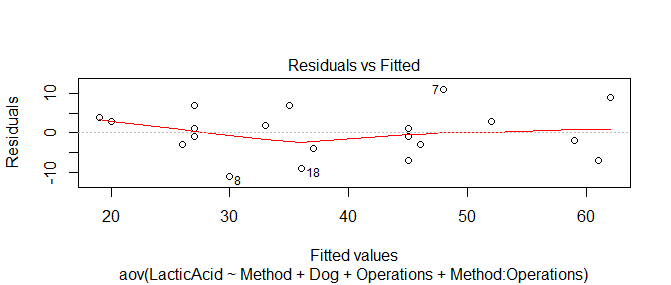 Residuals vs Fitted
Residuals
10
0
-10
7
8
18
20
30
40
50
60
Fitted values
aov(LacticAcid ~ Method + Dog + Operations + Method:Operations)